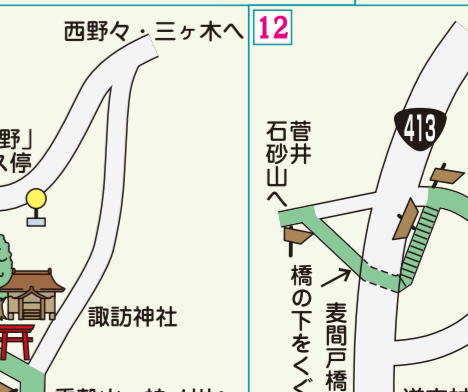 西野々・三ヶ木へ
野」
ス停
諏訪神社
12
413
菅井
石砂山へ
麦間戸橋
橋の下をくぐ